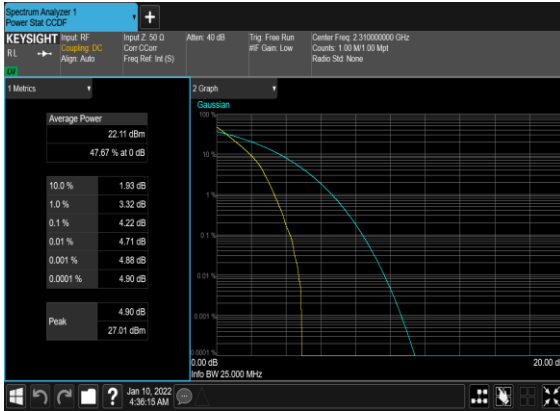 Spectrum Analyzer 1
Power Stat CCDF
+
KEYSIGHT
RL
Input: RF
Coupling: DC
Align: Auto
Input Z: 50 Ω
Corr CCorr
Freq Ref: Int (S)
Atten: 40 dB
Trig: Free Run
#IF Gain: Low
Center Freq: 2.310000000 GHz
Counts: 1.00 M/1.00 Mpt
Radio Std: None
1 Metrics
Average Power
22.11 dBm
47.67 % at 0 dB
10.0 % 1.93 dB
1.0 % 3.32 dB
0.1 % 4.22 dB
0.01 % 4.71 dB
0.001 % 4.88 dB
0.0001 % 4.90 dB
Peak
4.90 dB
27.01 dBm
2 Graph
Gaussian
100 %
10 %
1 %
0.1 %
0.01 %
0.001 %
0.0001 %
0.00 dB
20.00 d
Info BW 25.000 MHz
?
Jan 10, 2022
4:36:15 AM